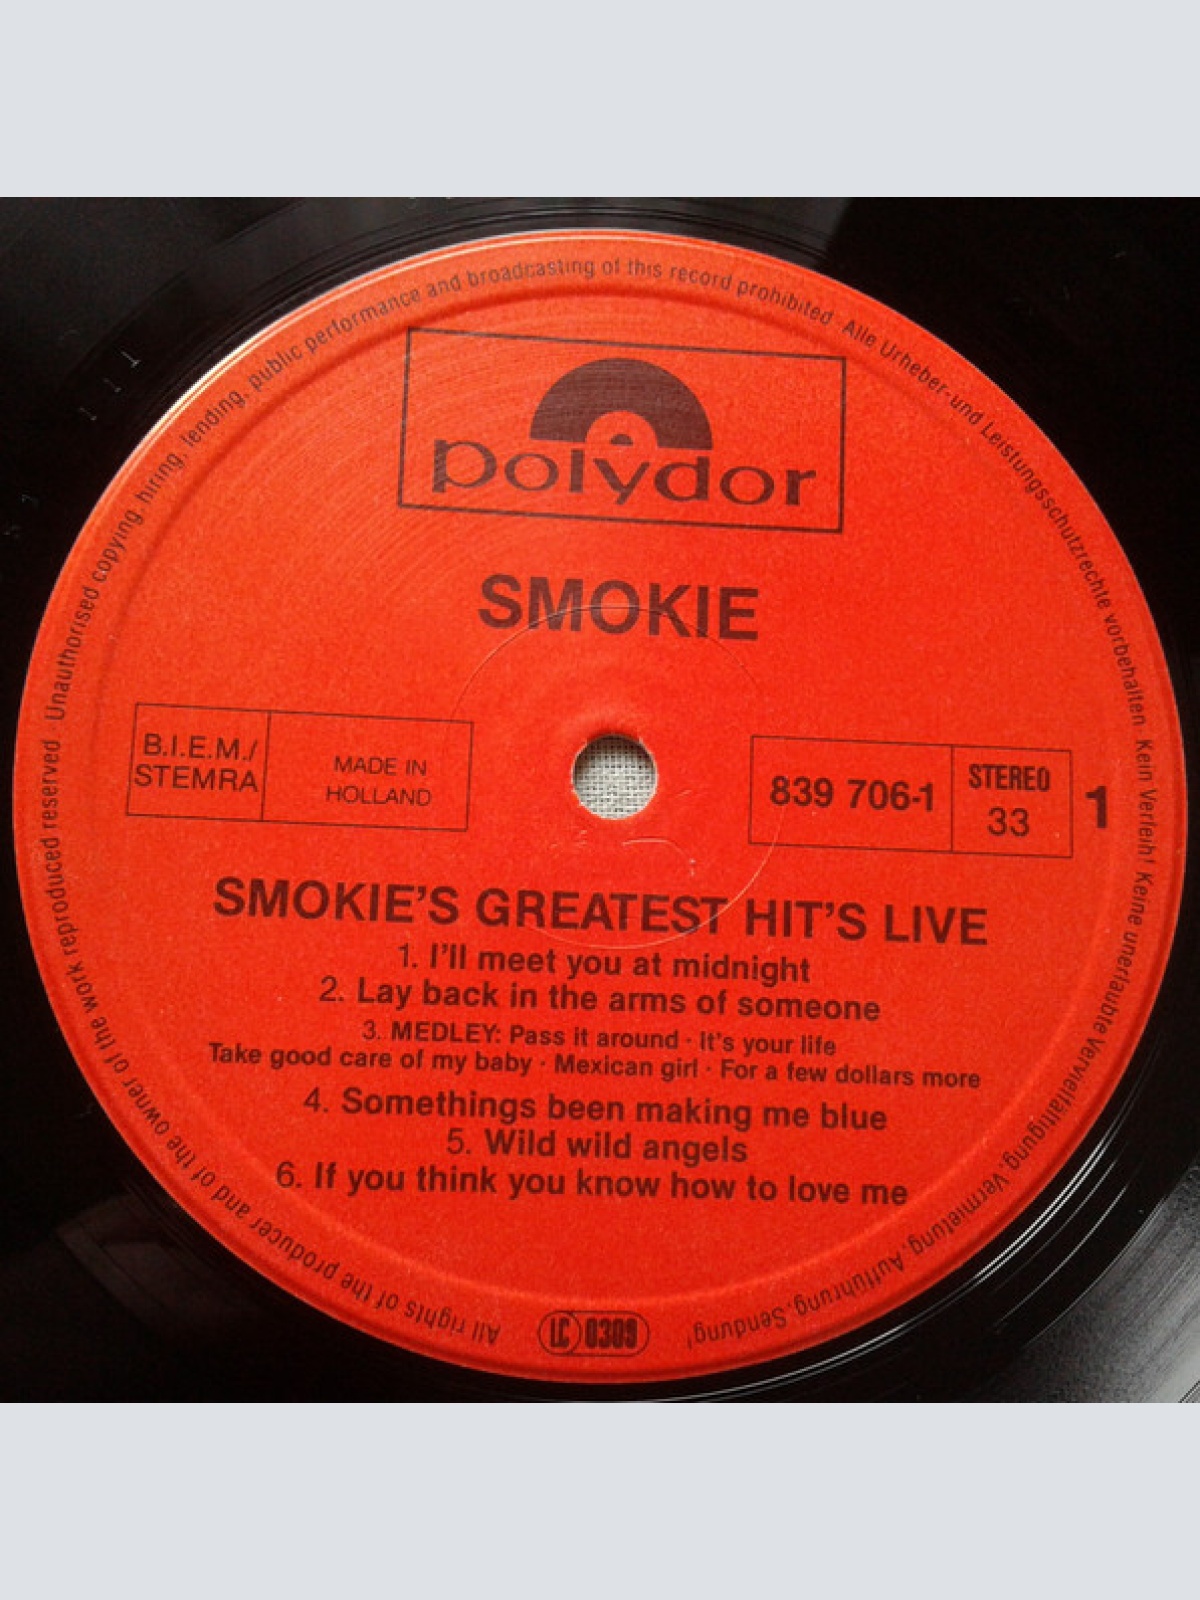 polydor
SMOKIE
B.I.E.M./
STEMRA
MADE IN
HOLLAND
839 706-1
STEREO
33
1
SMOKIE'S GREATEST HIT'S LIVE
1. I'll meet you at midnight
2. Lay back in the arms of someone
3. MEDLEY: Pass it around · It's your life
Take good care of my baby · Mexican girl · For a few dollars more
4. Somethings been making me blue
5. Wild wild angels
6. If you think you know how to love me
All rights of the producer and of the owner of the work reproduced reserved. Unauthorised copying, hiring, lending, public performance and broadcasting of this record prohibited. Alle Urheber- und Leistungsschutzrechte vorbehalten. Kein Verleih! Keine unerlaubte Vervielfältigung, Vermietung, Aufführung, Sendung!
LC 0309